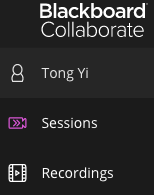 Blackboard
Collaborate
Tong Yi
Sessions
Recordings